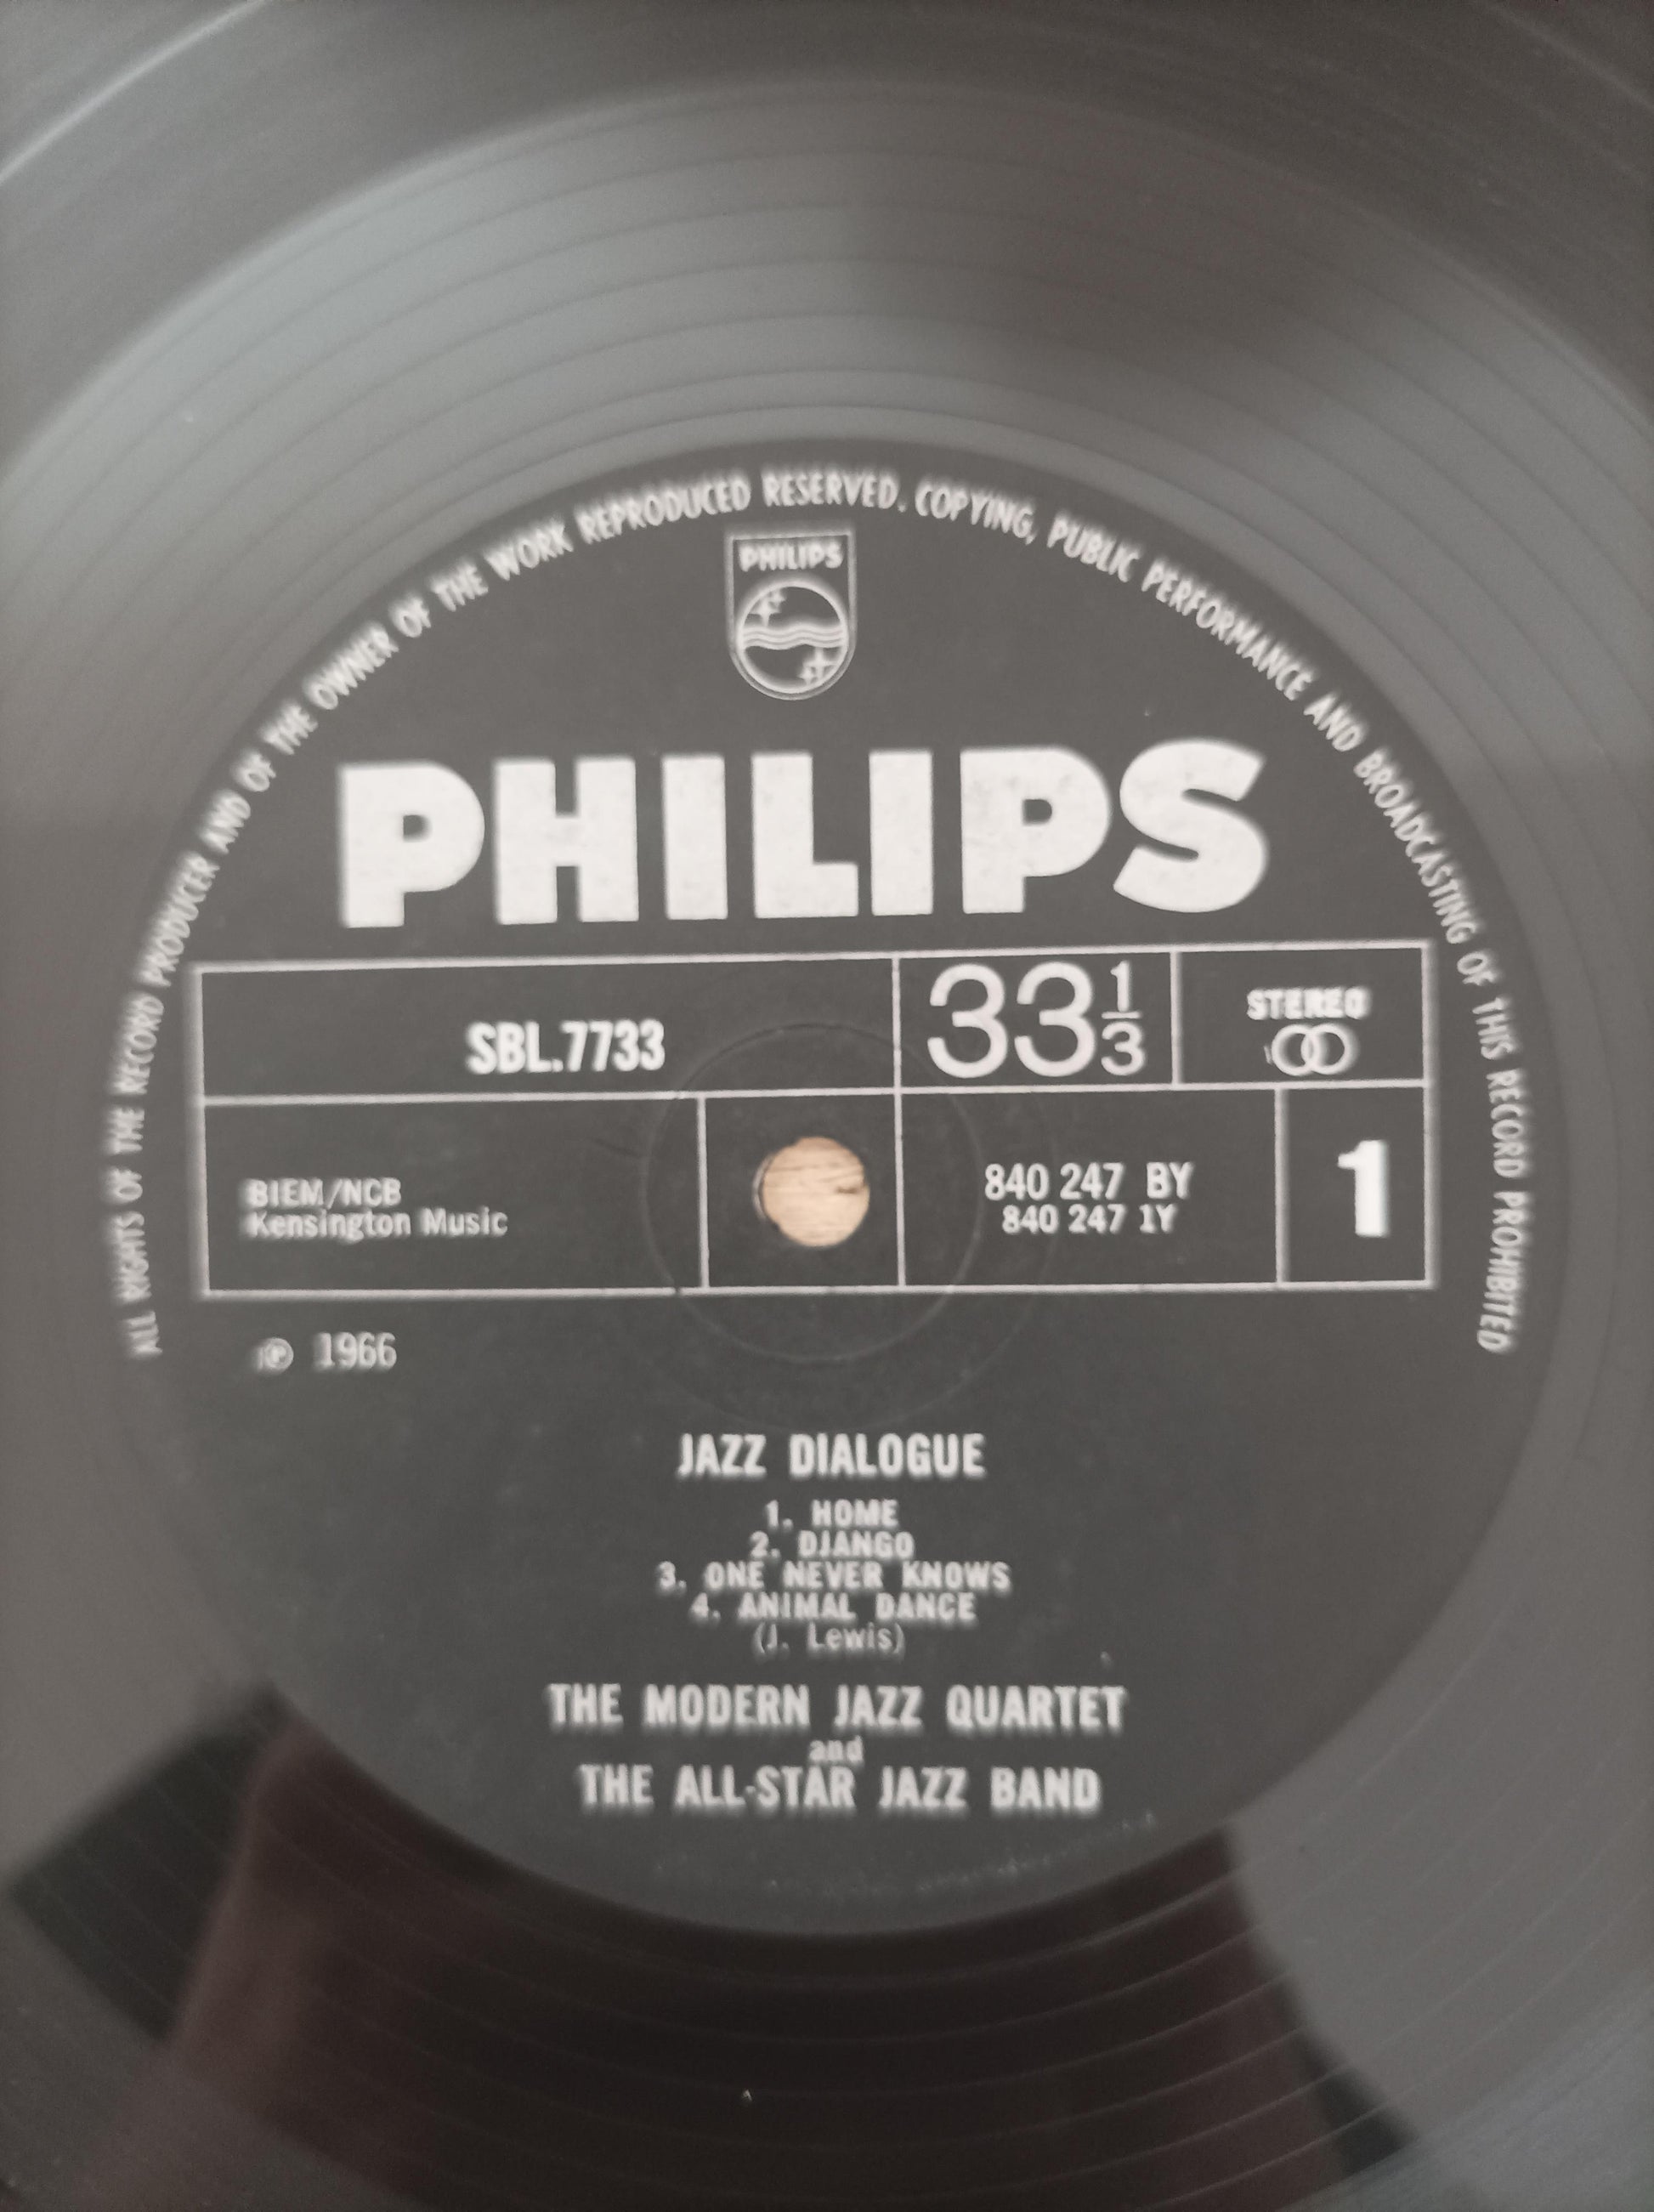 ALL RIGHTS OF THE RECORD PRODUCER AND OF THE OWNER OF THE WORK REPRODUCED RESERVED. COPYING, PUBLIC PERFORMANCE AND BROADCASTING OF THIS RECORD PROHIBITED
PHILIPS
PHILIPS
SBL.7733
33 1/3
STEREO
BIEM/NCB
Kensington Music
840 247 BY
840 247 1Y
1
℗ 1966
JAZZ DIALOGUE
1. HOME
2. DJANGO
3. ONE NEVER KNOWS
4. ANIMAL DANCE
(J. Lewis)
THE MODERN JAZZ QUARTET
and
THE ALL-STAR JAZZ BAND